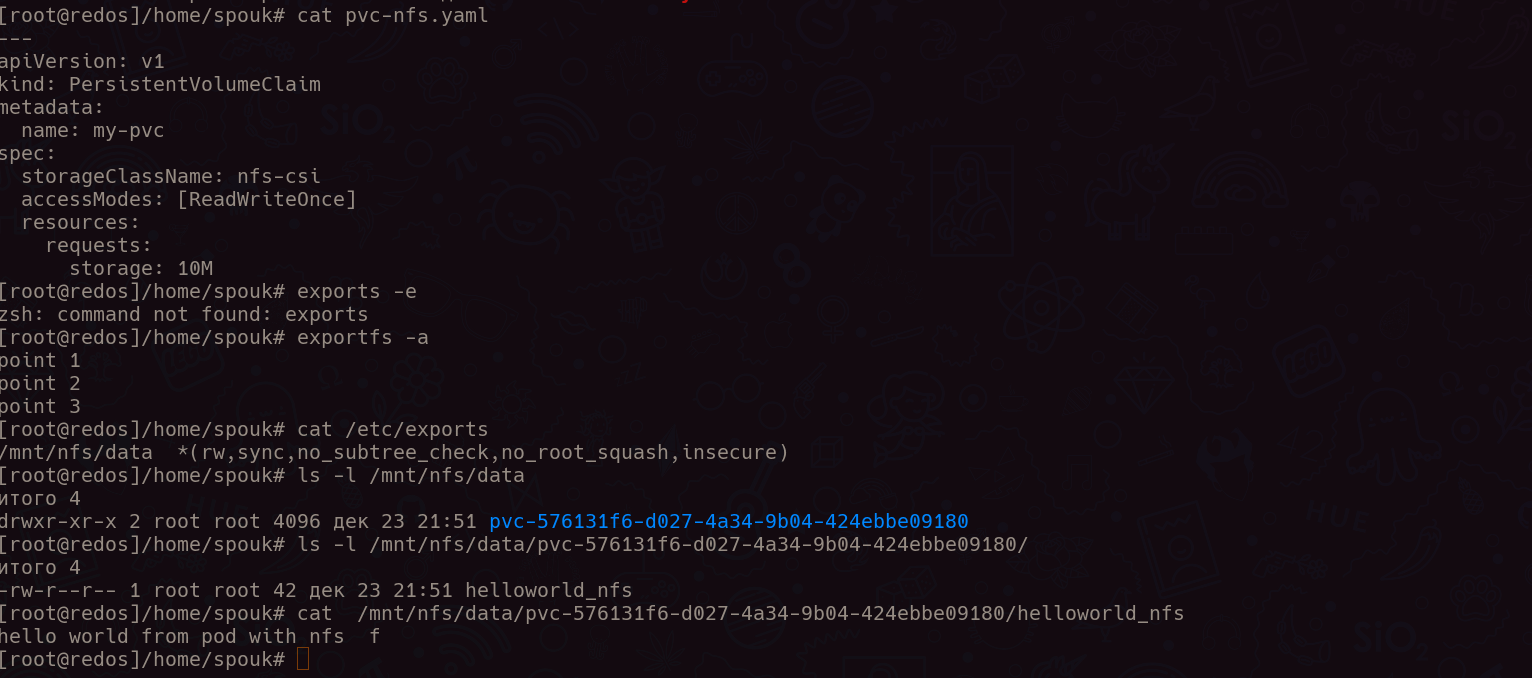 [root@redos]/home/spouk# cat pvc-nfs.yaml
---
apiVersion: v1
kind: PersistentVolumeClaim
metadata:
  name: my-pvc
spec:
  storageClassName: nfs-csi
  accessModes: [ReadWriteOnce]
  resources:
    requests:
      storage: 10M
[root@redos]/home/spouk# exports -e
zsh: command not found: exports
[root@redos]/home/spouk# exportfs -a
point 1
point 2
point 3
[root@redos]/home/spouk# cat /etc/exports
/mnt/nfs/data  *(rw,sync,no_subtree_check,no_root_squash,insecure)
[root@redos]/home/spouk# ls -l /mnt/nfs/data
итого 4
drwxr-xr-x 2 root root 4096 дек 23 21:51 pvc-576131f6-d027-4a34-9b04-424ebbe09180
[root@redos]/home/spouk# ls -l /mnt/nfs/data/pvc-576131f6-d027-4a34-9b04-424ebbe09180/
итого 4
-rw-r--r-- 1 root root 42 дек 23 21:51 helloworld_nfs
[root@redos]/home/spouk# cat  /mnt/nfs/data/pvc-576131f6-d027-4a34-9b04-424ebbe09180/helloworld_nfs
hello world from pod with nfs  f
[root@redos]/home/spouk#